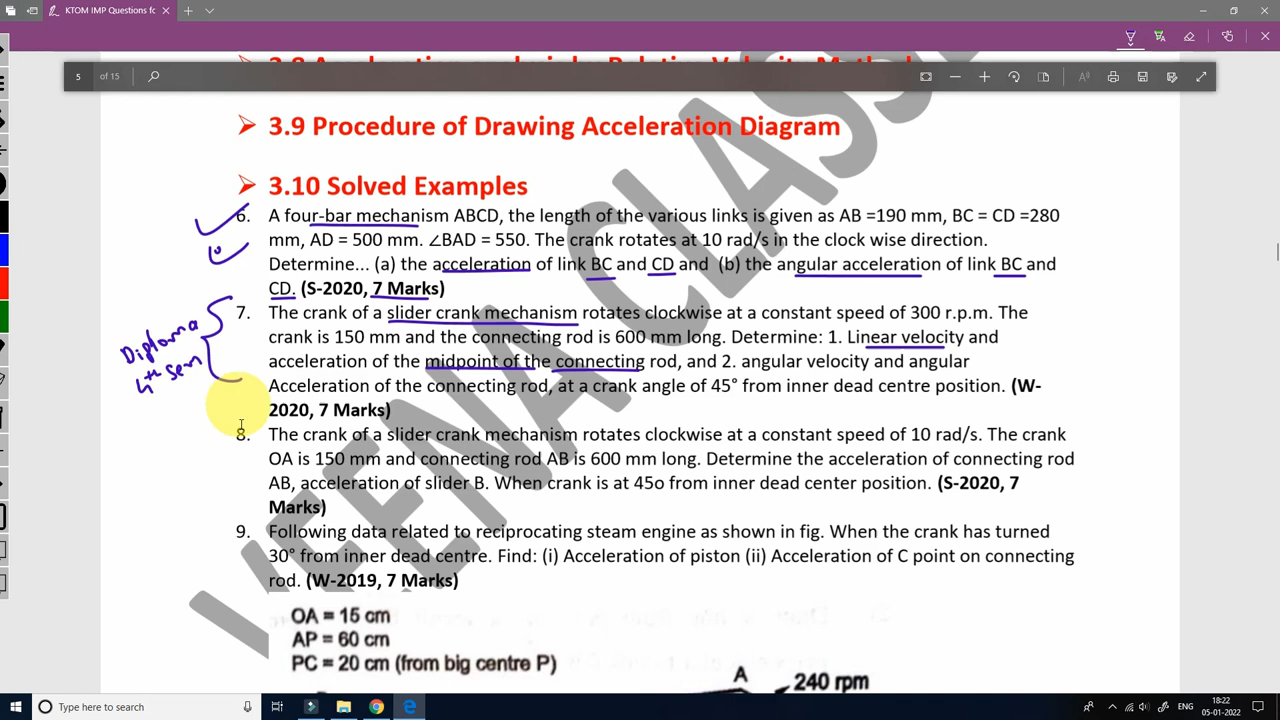 KTOM IMP Questions fo
5 of 15
3.8 Acceleration analysis by Relative Velocity Method
➢ 3.9 Procedure of Drawing Acceleration Diagram
➢ 3.10 Solved Examples
6. A four-bar mechanism ABCD, the length of the various links is given as AB =190 mm, BC = CD =280
mm, AD = 500 mm. ∠BAD = 550. The crank rotates at 10 rad/s in the clock wise direction.
Determine... (a) the acceleration of link BC and CD and (b) the angular acceleration of link BC and
CD. (S-2020, 7 Marks)
7. The crank of a slider crank mechanism rotates clockwise at a constant speed of 300 r.p.m. The
crank is 150 mm and the connecting rod is 600 mm long. Determine: 1. Linear velocity and
acceleration of the midpoint of the connecting rod, and 2. angular velocity and angular
Acceleration of the connecting rod, at a crank angle of 45° from inner dead centre position. (W-
2020, 7 Marks)
Diploma
4th Sem
8. The crank of a slider crank mechanism rotates clockwise at a constant speed of 10 rad/s. The crank
OA is 150 mm and connecting rod AB is 600 mm long. Determine the acceleration of connecting rod
AB, acceleration of slider B. When crank is at 45o from inner dead center position. (S-2020, 7
Marks)
9. Following data related to reciprocating steam engine as shown in fig. When the crank has turned
30° from inner dead centre. Find: (i) Acceleration of piston (ii) Acceleration of C point on connecting
rod. (W-2019, 7 Marks)
OA = 15 cm
AP = 60 cm
PC = 20 cm (from big centre P)
A
240 rpm
VEENA CLASSE
Type here to search
ENG
18:22
05-01-2022